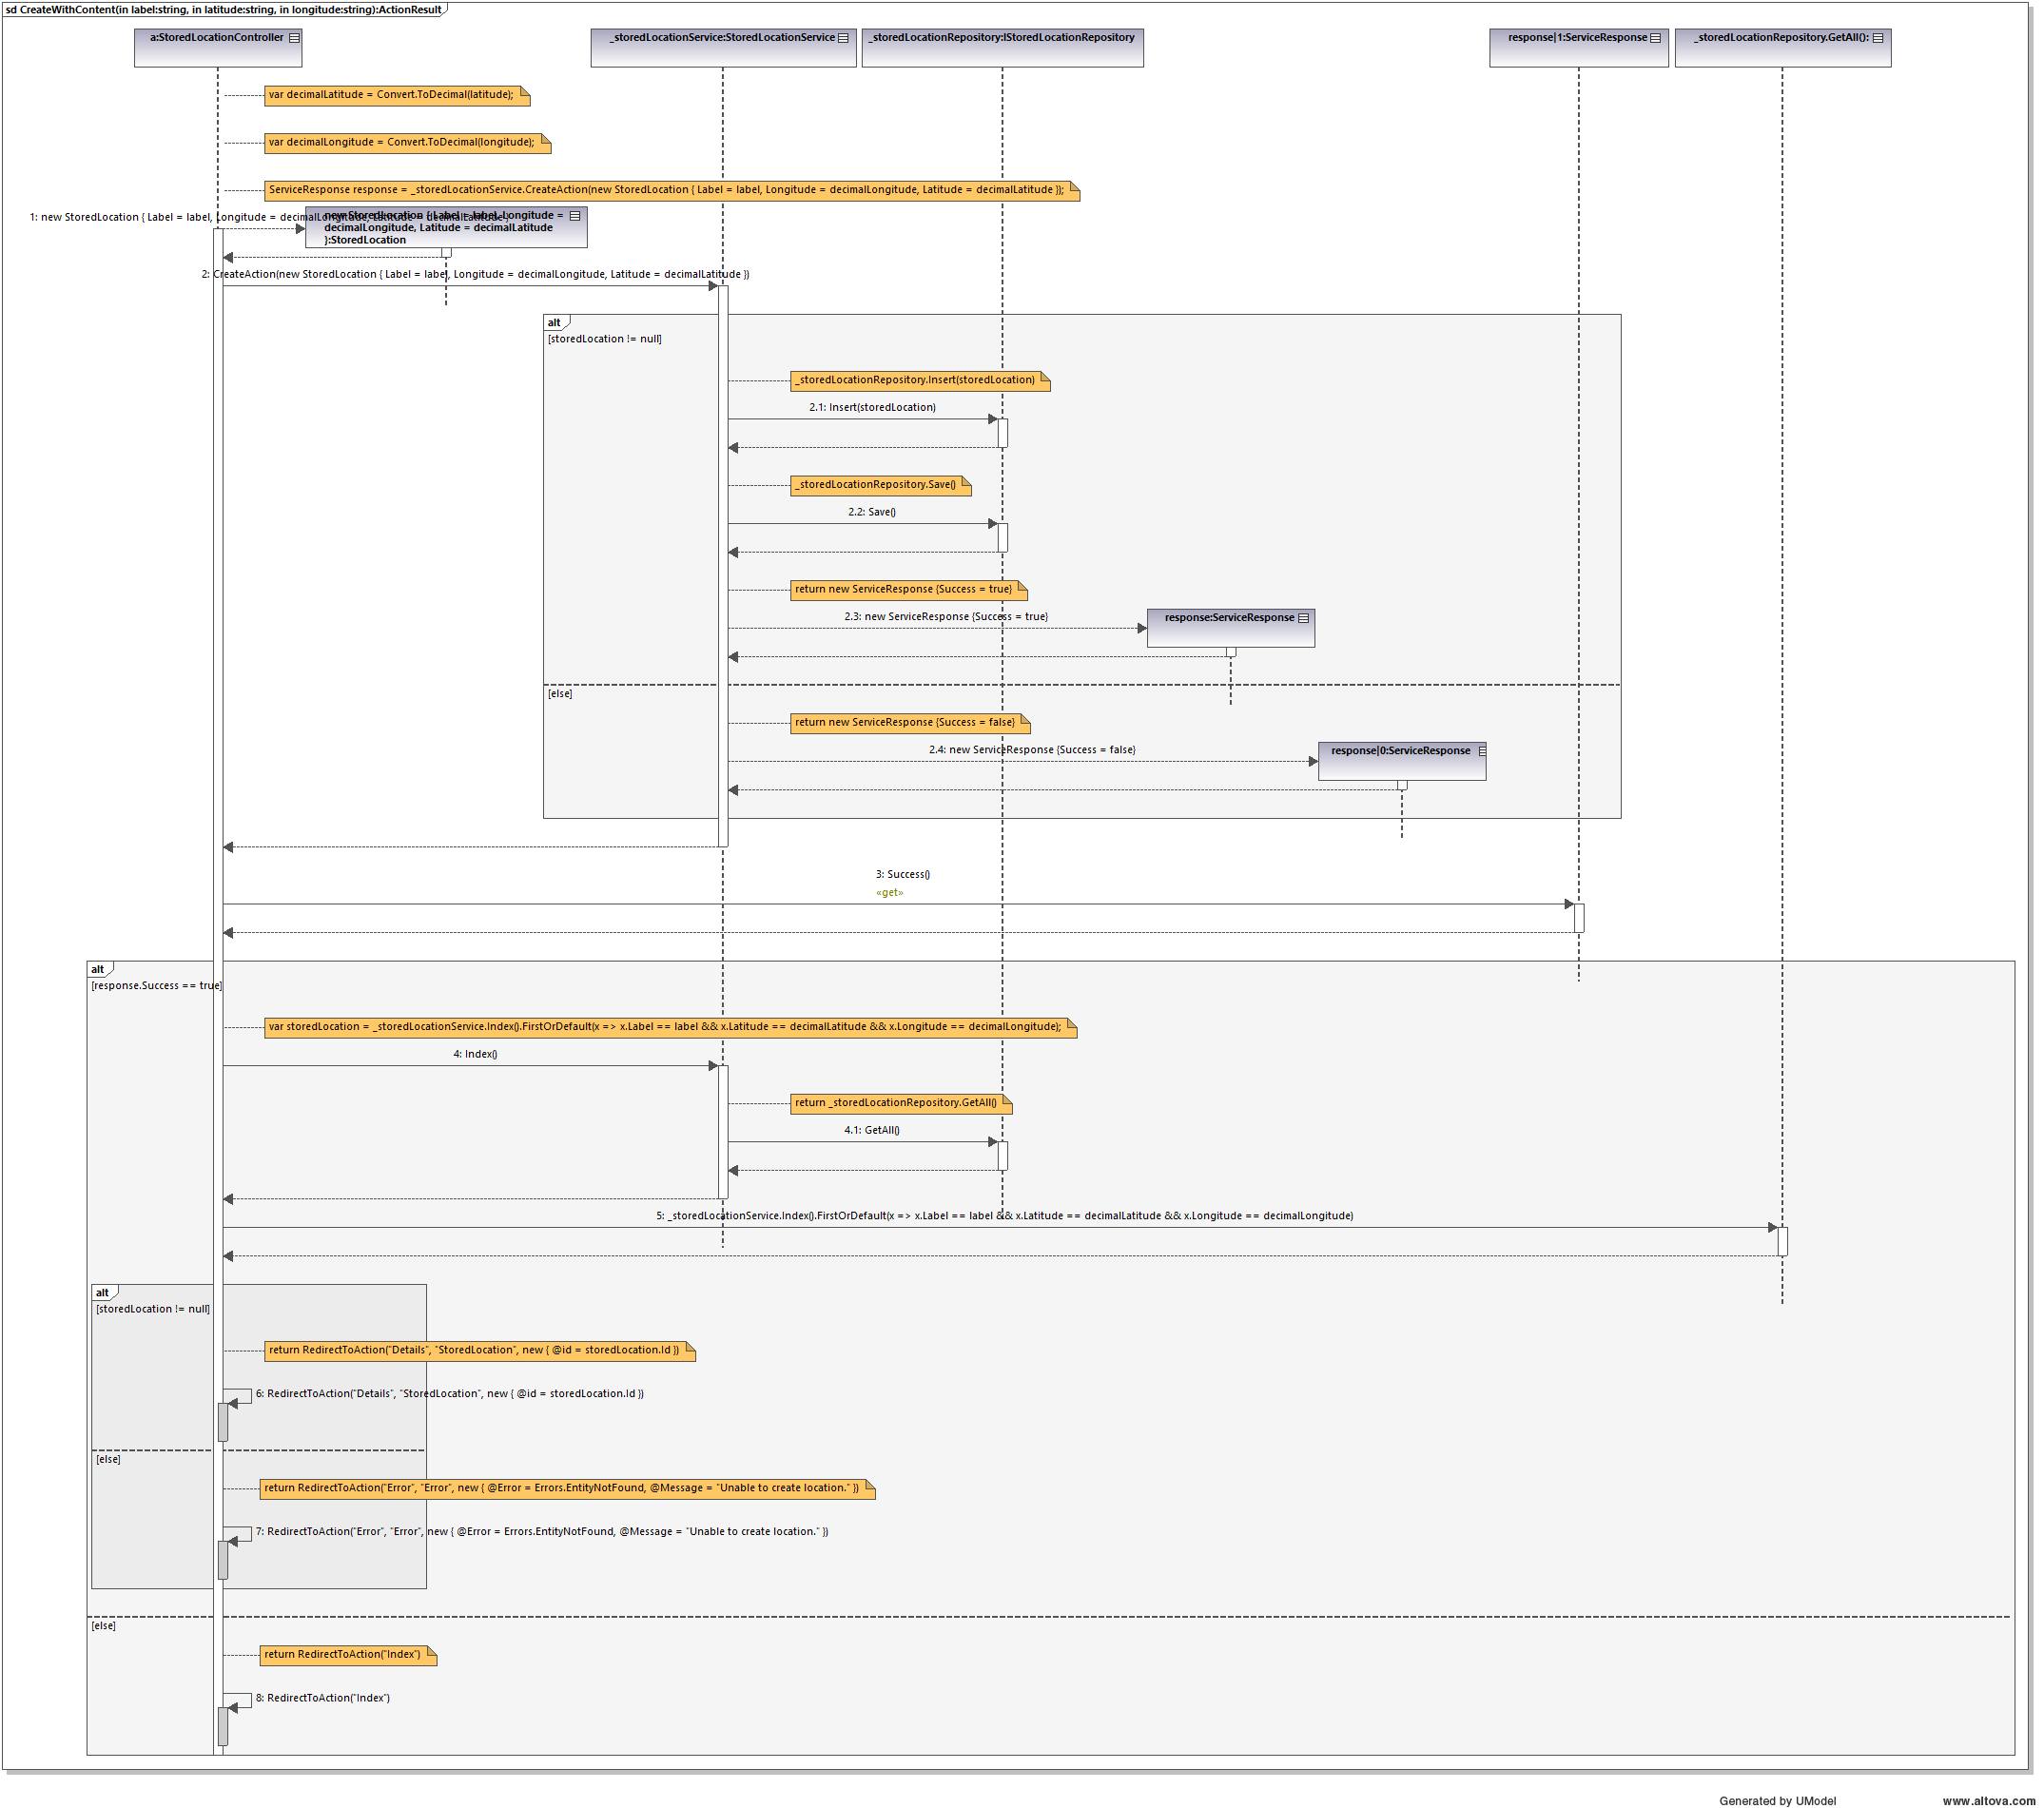 sd CreateWithContent(in label:string, in latitude:string, in longitude:string):ActionResult
a:StoredLocationController
_storedLocationService:StoredLocationService
_storedLocationRepository:IStoredLocationRepository
response|1:ServiceResponse
_storedLocationRepository.GetAll():
var decimalLatitude = Convert.ToDecimal(latitude);
var decimalLongitude = Convert.ToDecimal(longitude);
ServiceResponse response = _storedLocationService.CreateAction(new StoredLocation { Label = label, Longitude = decimalLongitude, Latitude = decimalLatitude });
1: new StoredLocation { Label = label, Longitude = decimalLongitude, Latitude = decimalLatitude }
new StoredLocation { Label = label, Longitude =
decimalLongitude, Latitude = decimalLatitude
}:StoredLocation
2: CreateAction(new StoredLocation { Label = label, Longitude = decimalLongitude, Latitude = decimalLatitude })
alt
[storedLocation != null]
_storedLocationRepository.Insert(storedLocation)
2.1: Insert(storedLocation)
_storedLocationRepository.Save()
2.2: Save()
return new ServiceResponse {Success = true}
2.3: new ServiceResponse {Success = true}
response:ServiceResponse
[else]
return new ServiceResponse {Success = false}
2.4: new ServiceResponse {Success = false}
response|0:ServiceResponse
3: Success()
«get»
alt
[response.Success == true]
var storedLocation = _storedLocationService.Index().FirstOrDefault(x => x.Label == label && x.Latitude == decimalLatitude && x.Longitude == decimalLongitude);
4: Index()
return _storedLocationRepository.GetAll()
4.1: GetAll()
5: _storedLocationService.Index().FirstOrDefault(x => x.Label == label && x.Latitude == decimalLatitude && x.Longitude == decimalLongitude)
alt
[storedLocation != null]
return RedirectToAction("Details", "StoredLocation", new { @id = storedLocation.Id })
6: RedirectToAction("Details", "StoredLocation", new { @id = storedLocation.Id })
[else]
return RedirectToAction("Error", "Error", new { @Error = Errors.EntityNotFound, @Message = "Unable to create location." })
7: RedirectToAction("Error", "Error", new { @Error = Errors.EntityNotFound, @Message = "Unable to create location." })
[else]
return RedirectToAction("Index")
8: RedirectToAction("Index")
Generated by UModel
www.altova.com